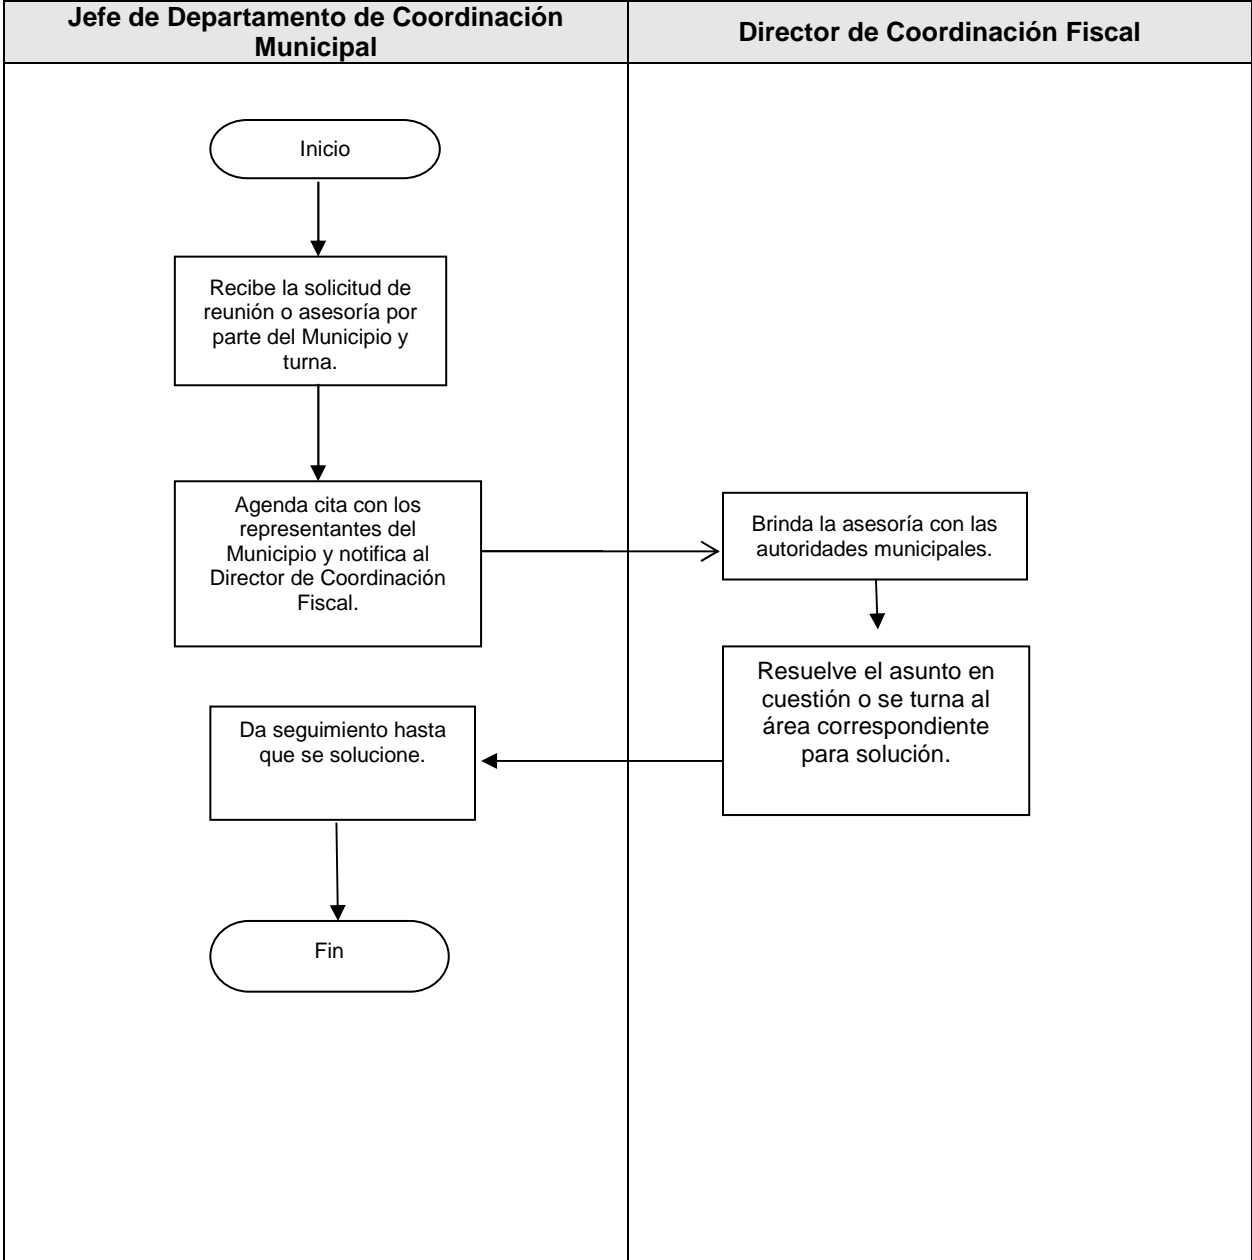 Jefe de Departamento de Coordinación
Municipal
Director de Coordinación Fiscal
Inicio
Recibe la solicitud de
reunión o asesoría por
parte del Municipio y
turna.
Agenda cita con los
representantes del
Municipio y notifica al
Director de Coordinación
Fiscal.
Brinda la asesoría con las
autoridades municipales.
Resuelve el asunto en
cuestión o se turna al
área correspondiente
para solución.
Da seguimiento hasta
que se solucione.
Fin